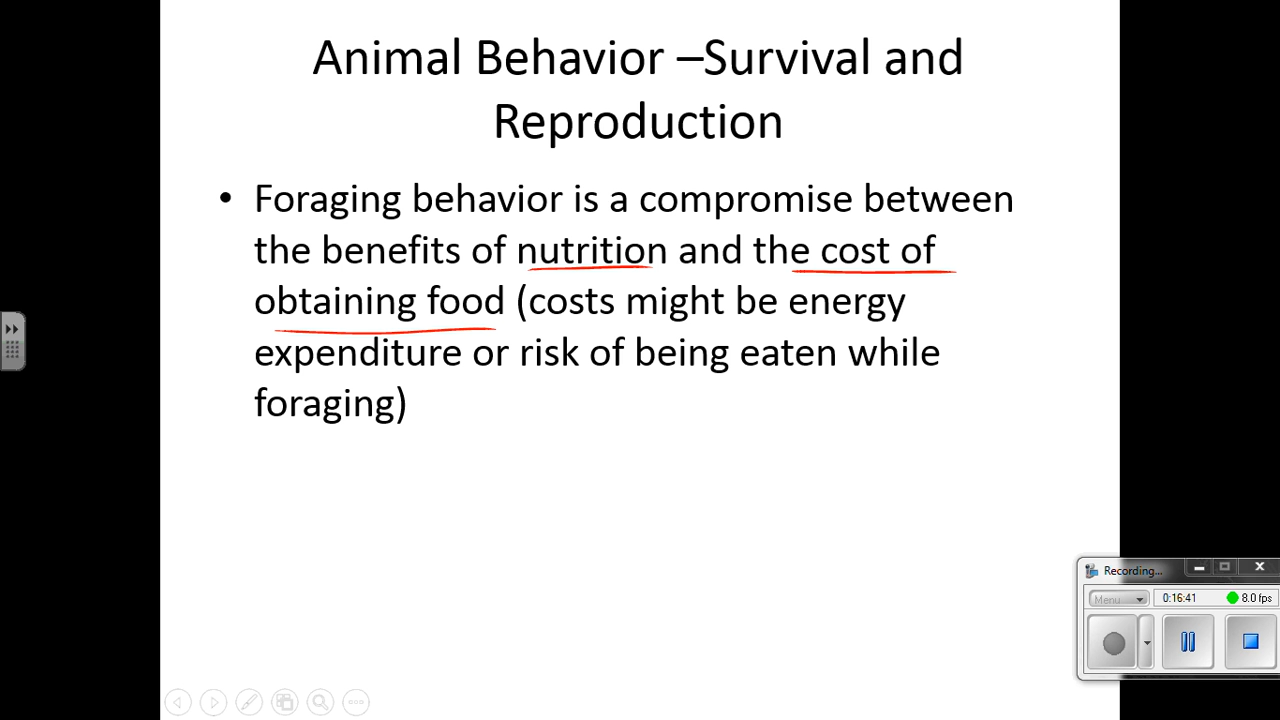 Animal Behavior –Survival and
Reproduction
• Foraging behavior is a compromise between
the benefits of nutrition and the cost of
obtaining food (costs might be energy
expenditure or risk of being eaten while
foraging)
Recording...
Menu 0:16:41 8.0 fps